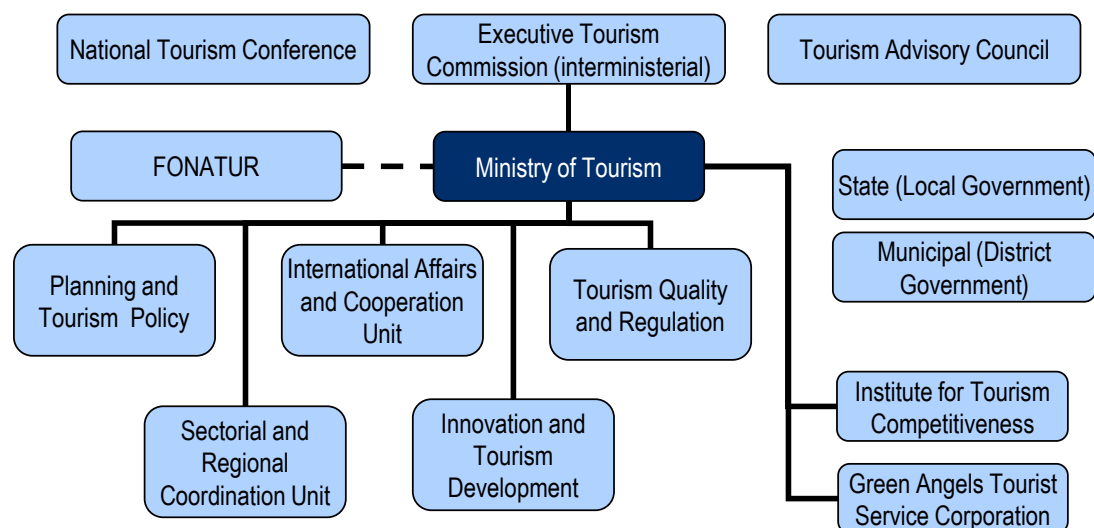 National Tourism Conference
Executive Tourism
Commission (interministerial)
Tourism Advisory Council
FONATUR
Ministry of Tourism
State (Local Government)
Municipal (District
Government)
Planning and
Tourism Policy
International Affairs
and Cooperation
Unit
Tourism Quality
and Regulation
Sectorial and
Regional
Coordination Unit
Innovation and
Tourism
Development
Institute for Tourism
Competitiveness
Green Angels Tourist
Service Corporation